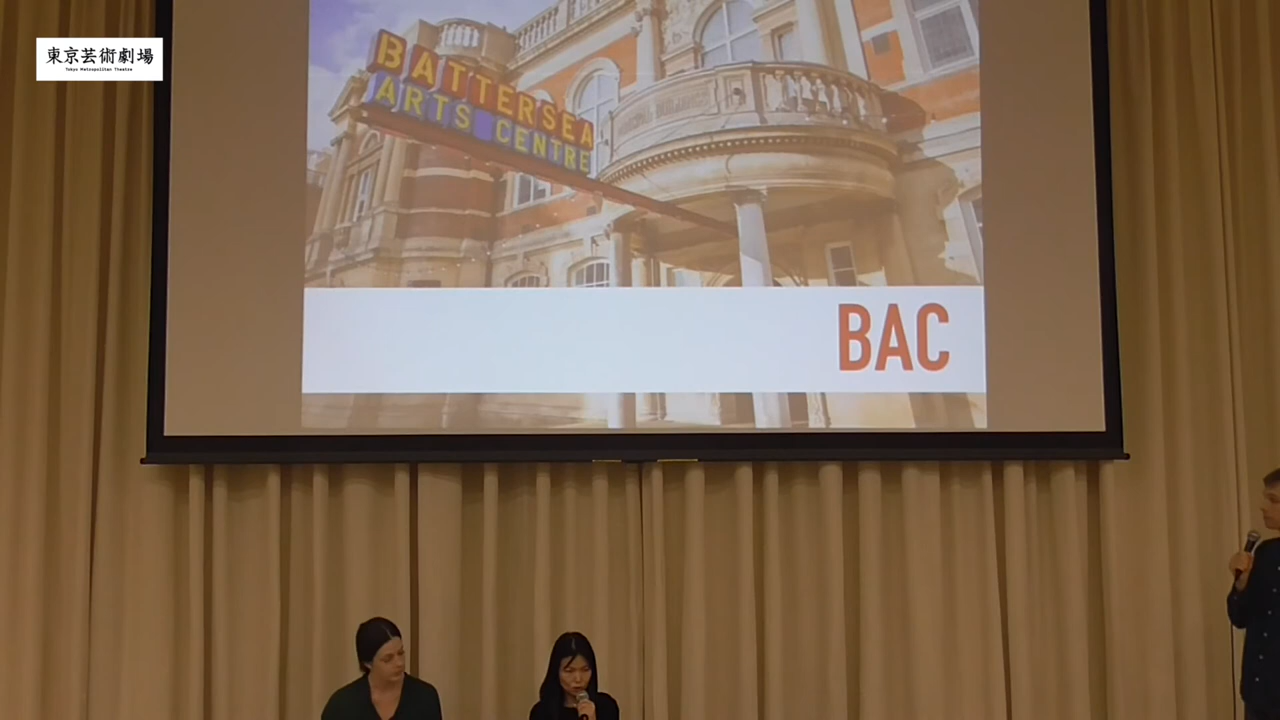 東京芸術劇場
Tokyo Metropolitan Theatre
BATTERSEA
ARTS CENTRE
BAC